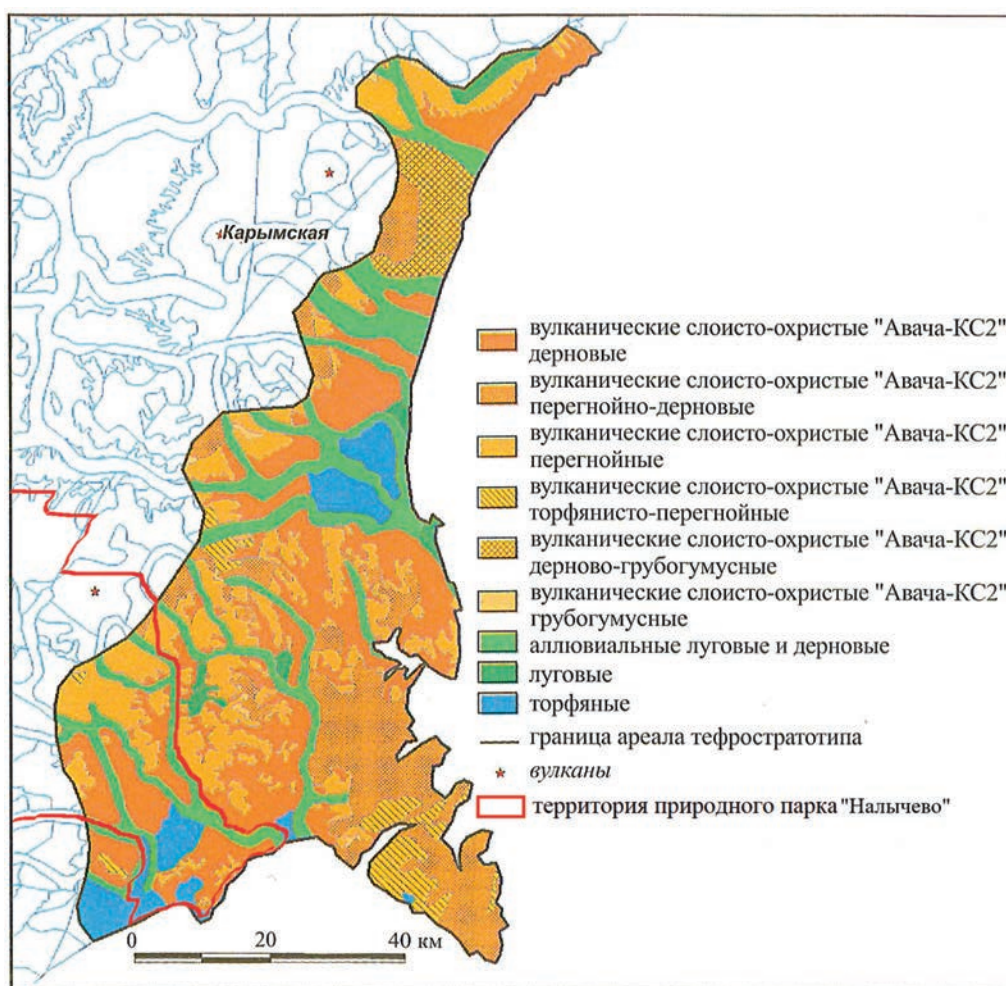 Карымская
вулканические слоисто-охристые "Авача-КС2"
дерновые
вулканические слоисто-охристые "Авача-КС2"
перегнойно-дерновые
вулканические слоисто-охристые "Авача-КС2"
перегнойные
вулканические слоисто-охристые "Авача-КС2"
торфянисто-перегнойные
вулканические слоисто-охристые "Авача-КС2"
дерново-грубогумусные
вулканические слоисто-охристые "Авача-КС2"
грубогумусные
аллювиальные луговые и дерновые
луговые
торфяные
граница ареала тефростратотипа
вулканы
территория природного парка "Налычево"
0 20 40 км